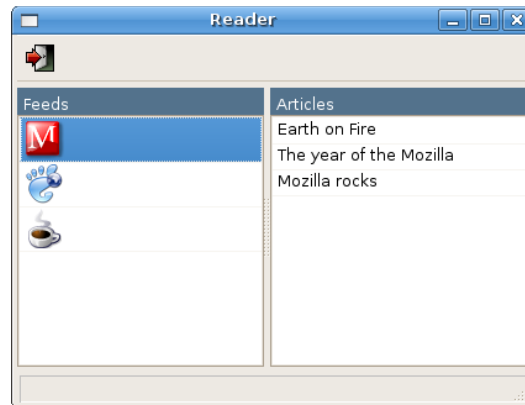 Reader
Feeds
M
Articles
Earth on Fire
The year of the Mozilla
Mozilla rocks